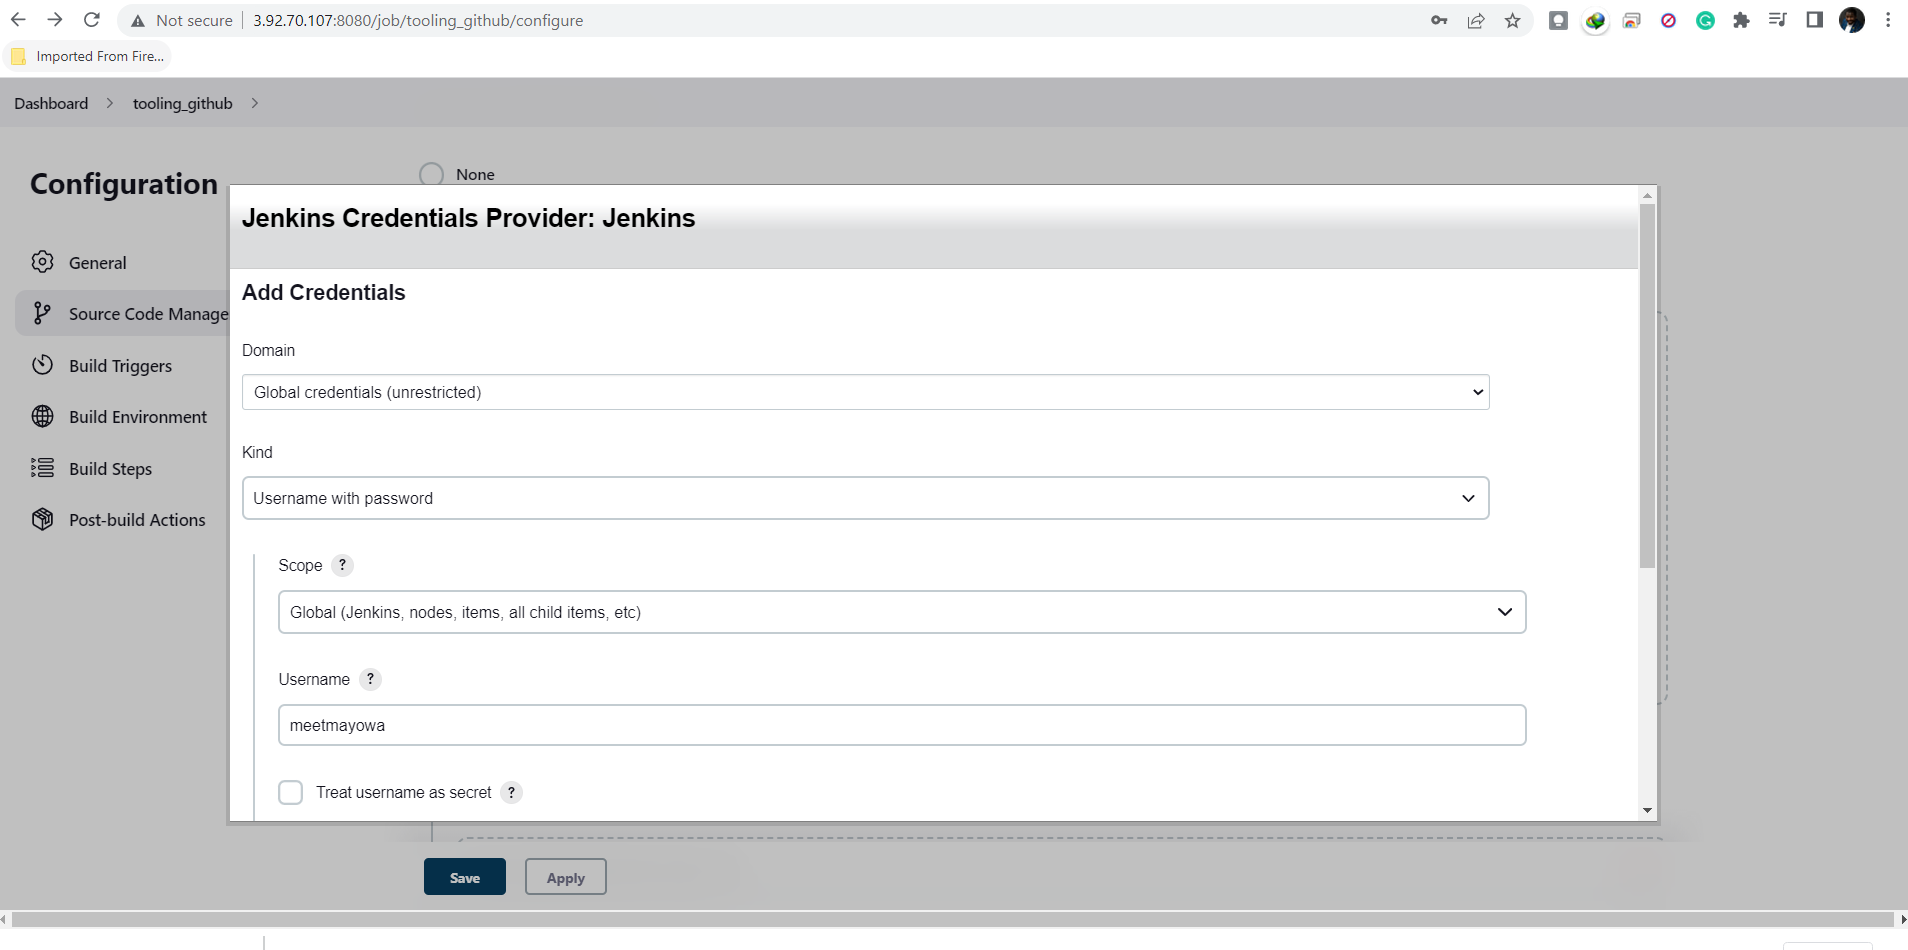 Not secure
3.92.70.107:8080/job/tooling_github/configure
Imported From Fire...
Dashboard
tooling_github
Configuration
None
Jenkins Credentials Provider: Jenkins
General
Add Credentials
Source Code Manage
Domain
Build Triggers
Global credentials (unrestricted)
Build Environment
Kind
Build Steps
Username with password
Post-build Actions
Scope ?
Global (Jenkins, nodes, items, all child items, etc)
Username ?
meetmayowa
Treat username as secret ?
Save
Apply